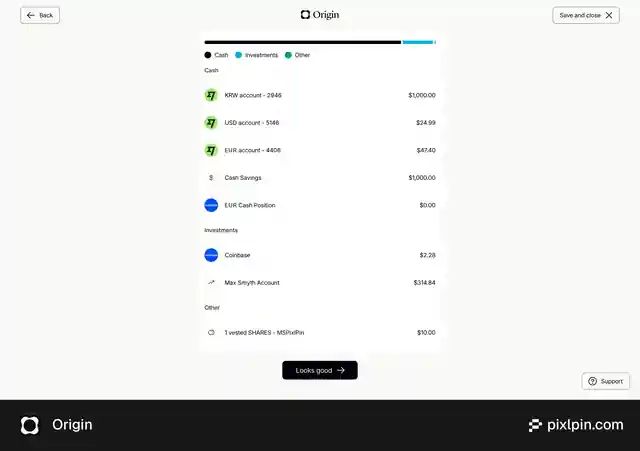 Back
Origin
Save and close
Cash Investments Other
Cash
KRW account - 2946 $1,000.00
USD account - 5146 $24.99
EUR account - 4406 $47.40
$ Cash Savings $1,000.00
EUR Cash Position $0.00
Investments
Coinbase $2.28
Max Smyth Account $314.84
Other
1 vested SHARES - MSPixlPin $10.00
Looks good
Support
Origin
pixlpin.com